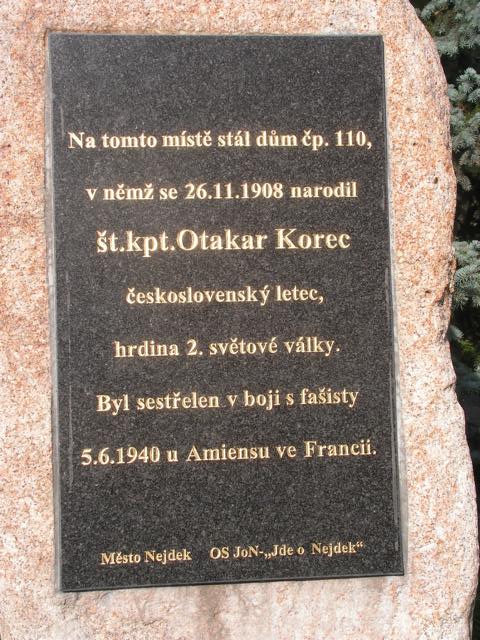 Na tomto místě stál dům čp. 110,
v němž se 26.11.1908 narodil
št.kpt.Otakar Korec
československý letec,
hrdina 2. světové války.
Byl sestřelen v boji s fašisty
5.6.1940 u Amiensu ve Francii.
Město Nejdek OS JoN-„Jde o Nejdek“